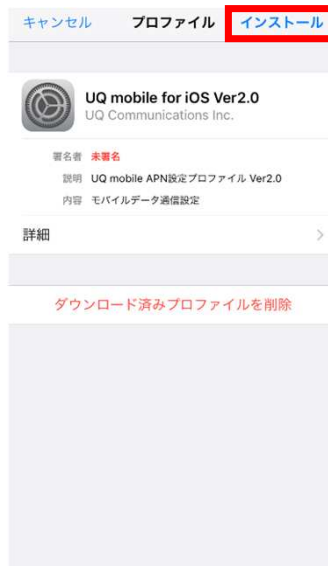 キャンセル プロファイル インストール
UQ mobile for iOS Ver2.0
UQ Communications Inc.
署名者 未署名
説明 UQ mobile APN設定プロファイル Ver2.0
内容 モバイルデータ通信設定
詳細
ダウンロード済みプロファイルを削除